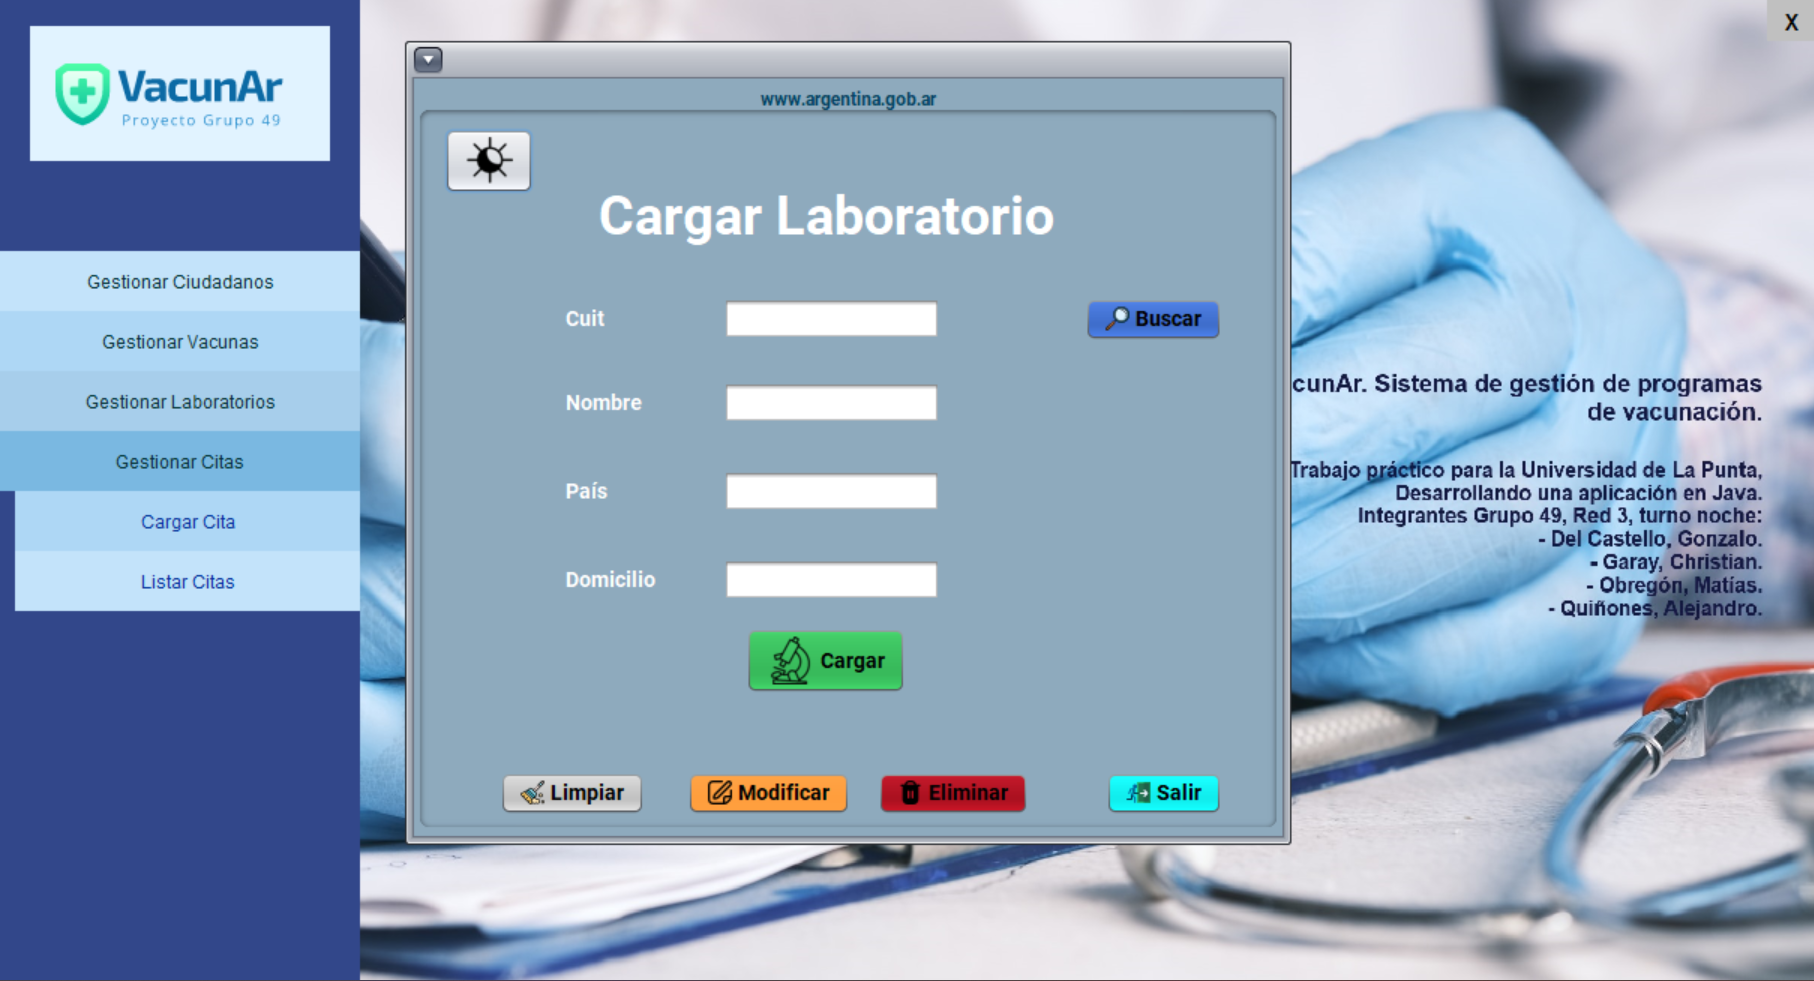 VacunAr
Proyecto Grupo 49
Gestionar Ciudadanos
Gestionar Vacunas
Gestionar Laboratorios
Gestionar Citas
Cargar Cita
Listar Citas
X
www.argentina.gob.ar
Cargar Laboratorio
Cuit
Buscar
Nombre
País
Domicilio
Cargar
Limpiar
Modificar
Eliminar
Salir
cunAr. Sistema de gestión de programas
de vacunación.
Trabajo práctico para la Universidad de La Punta,
Desarrollando una aplicación en Java.
Integrantes Grupo 49, Red 3, turno noche:
- Del Castello, Gonzalo.
- Garay, Christian.
- Obregón, Matías.
- Quiñones, Alejandro.